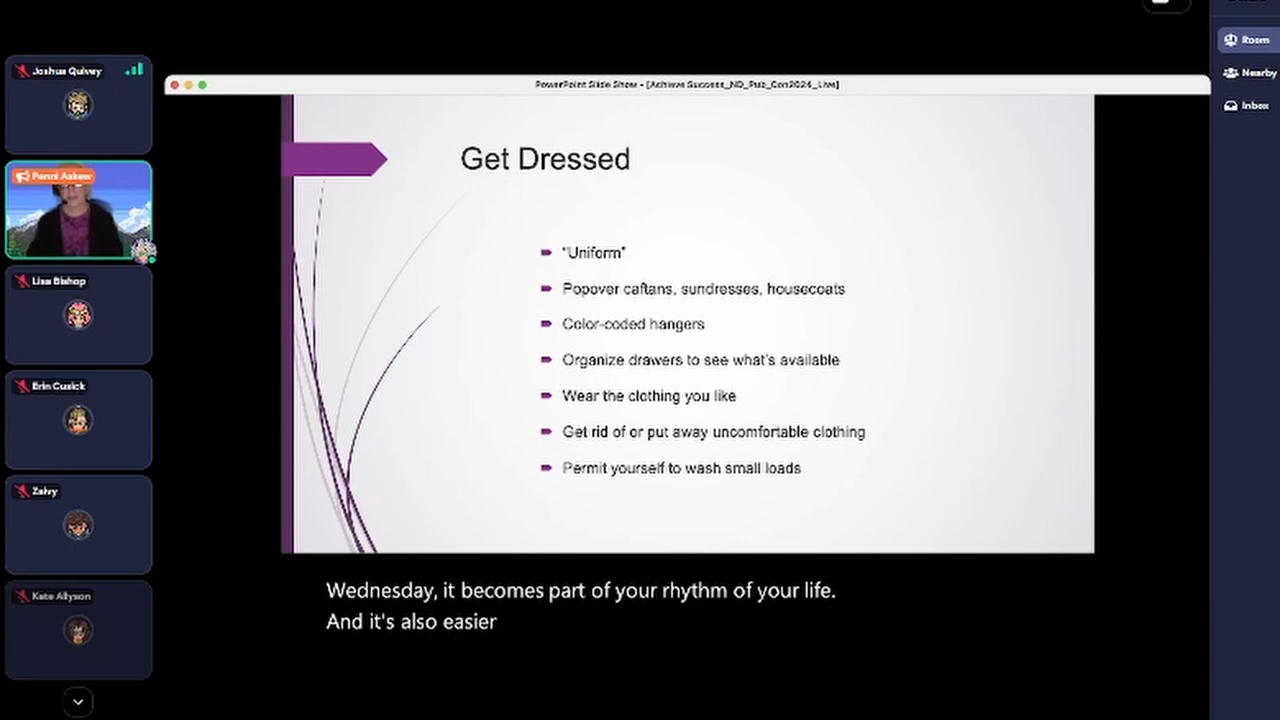 Joshua Quivey
Penni Askew
Lisa Bishop
Erin Cusick
Zalvy
Kate Allyson
PowerPoint Slide Show - [Achieve Success_ND_Pub_Con2024_Live]
Get Dressed
"Uniform"
Popover caftans, sundresses, housecoats
Color-coded hangers
Organize drawers to see what's available
Wear the clothing you like
Get rid of or put away uncomfortable clothing
Permit yourself to wash small loads
Wednesday, it becomes part of your rhythm of your life.
And it's also easier
Room
Nearby
Inbox